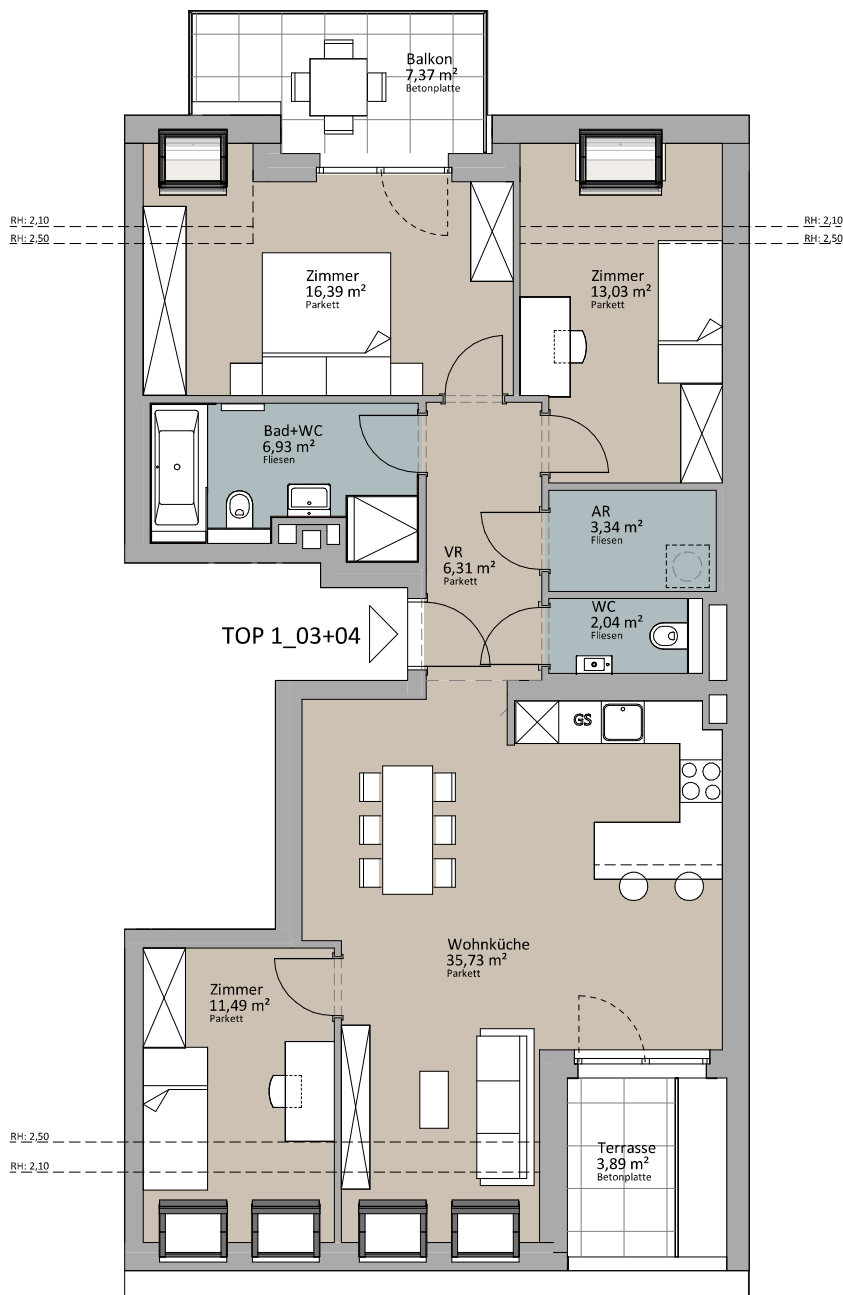 Balkon
7,37 m²
Betonplatte
RH: 2,10
RH: 2,50
RH: 2,10
RH: 2,50
Zimmer
16,39 m²
Parkett
Zimmer
13,03 m²
Parkett
Bad+WC
6,93 m²
Fliesen
AR
3,34 m²
Fliesen
VR
6,31 m²
Parkett
WC
2,04 m²
Fliesen
TOP 1_03+04
GS
Wohnküche
35,73 m²
Parkett
Zimmer
11,49 m²
Parkett
RH: 2,50
RH: 2,10
Terrasse
3,89 m²
Betonplatte